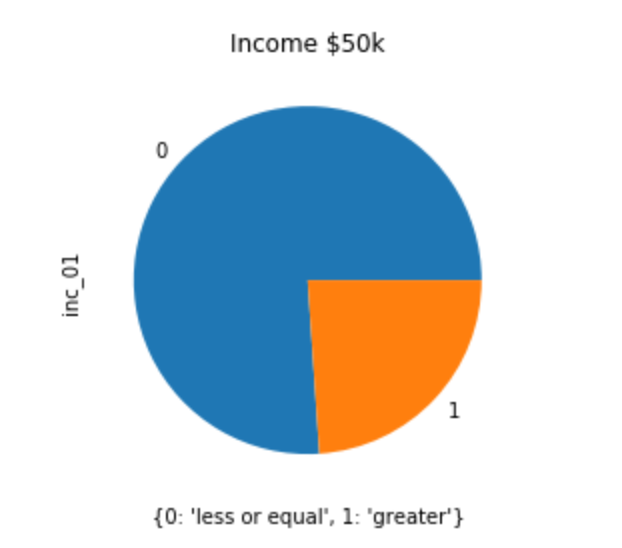 Income $50k
0
inc_01
1
{0: 'less or equal', 1: 'greater'}